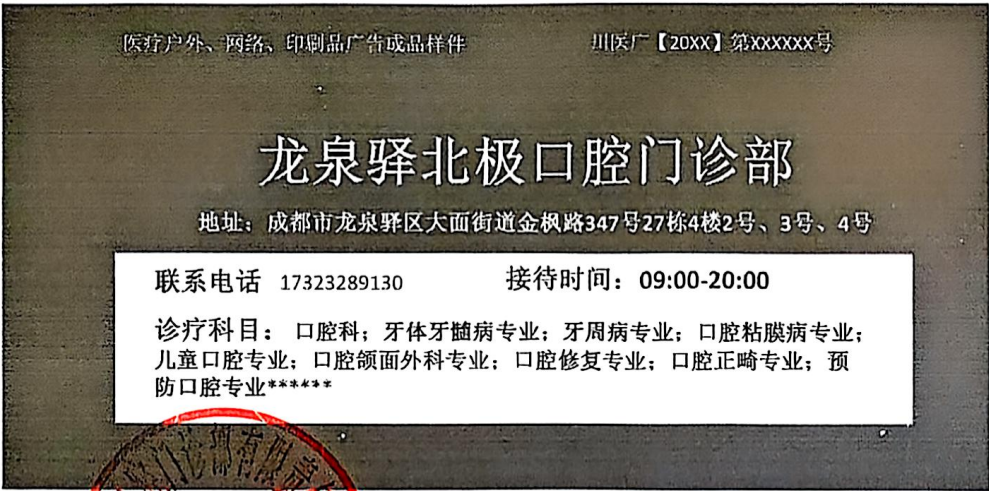 医疗户外、网络、印刷品广告成品样件 川医广【20XX】第XXXXXX号
龙泉驿北极口腔门诊部
地址：成都市龙泉驿区大面街道金枫路347号27栋4楼2号、3号、4号
联系电话 17323289130 接待时间：09:00-20:00
诊疗科目：口腔科；牙体牙髓病专业；牙周病专业；口腔粘膜病专业；
儿童口腔专业；口腔颌面外科专业；口腔修复专业；口腔正畸专业；预
防口腔专业******
门诊部有限